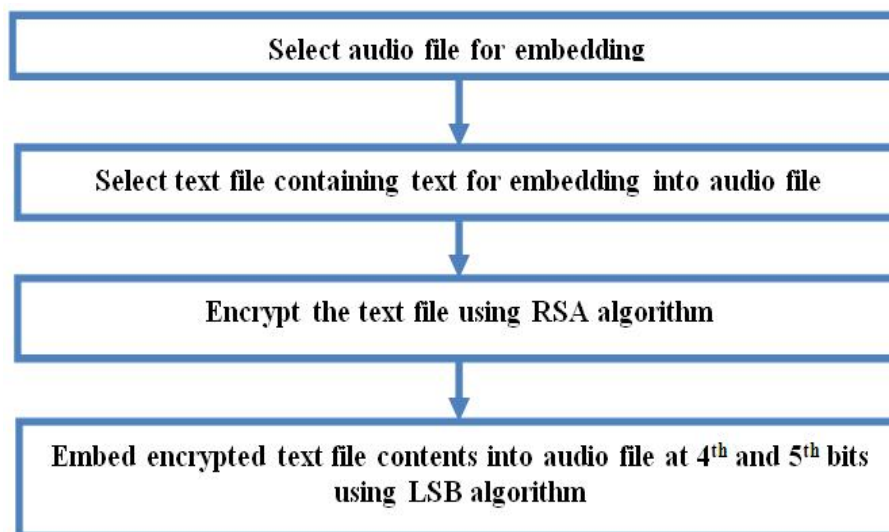 Select audio file for embedding
Select text file containing text for embedding into audio file
Encrypt the text file using RSA algorithm
Embed encrypted text file contents into audio file at 4th and 5th bits
using LSB algorithm